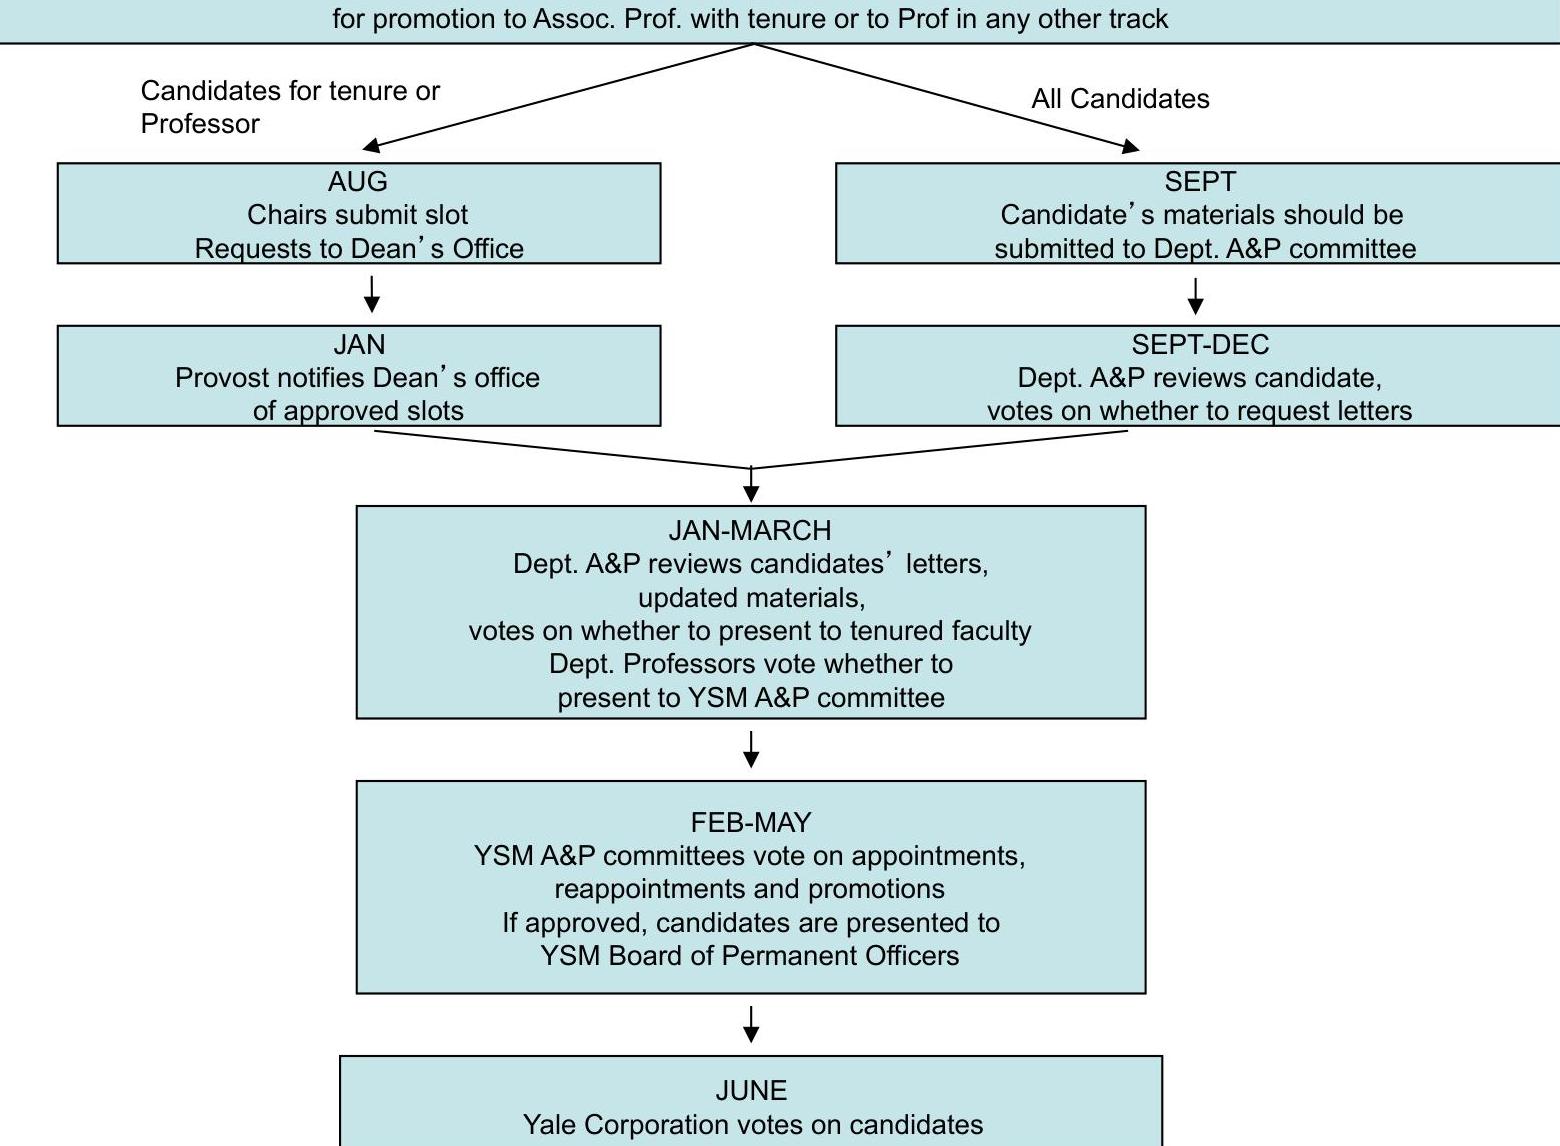 for promotion to Assoc. Prof. with tenure or to Prof in any other track
Candidates for tenure or
Professor
All Candidates
AUG
Chairs submit slot
Requests to Dean’s Office
SEPT
Candidate’s materials should be
submitted to Dept. A&P committee
JAN
Provost notifies Dean’s office
of approved slots
SEPT-DEC
Dept. A&P reviews candidate,
votes on whether to request letters
JAN-MARCH
Dept. A&P reviews candidates’ letters,
updated materials,
votes on whether to present to tenured faculty
Dept. Professors vote whether to
present to YSM A&P committee
FEB-MAY
YSM A&P committees vote on appointments,
reappointments and promotions
If approved, candidates are presented to
YSM Board of Permanent Officers
JUNE
Yale Corporation votes on candidates